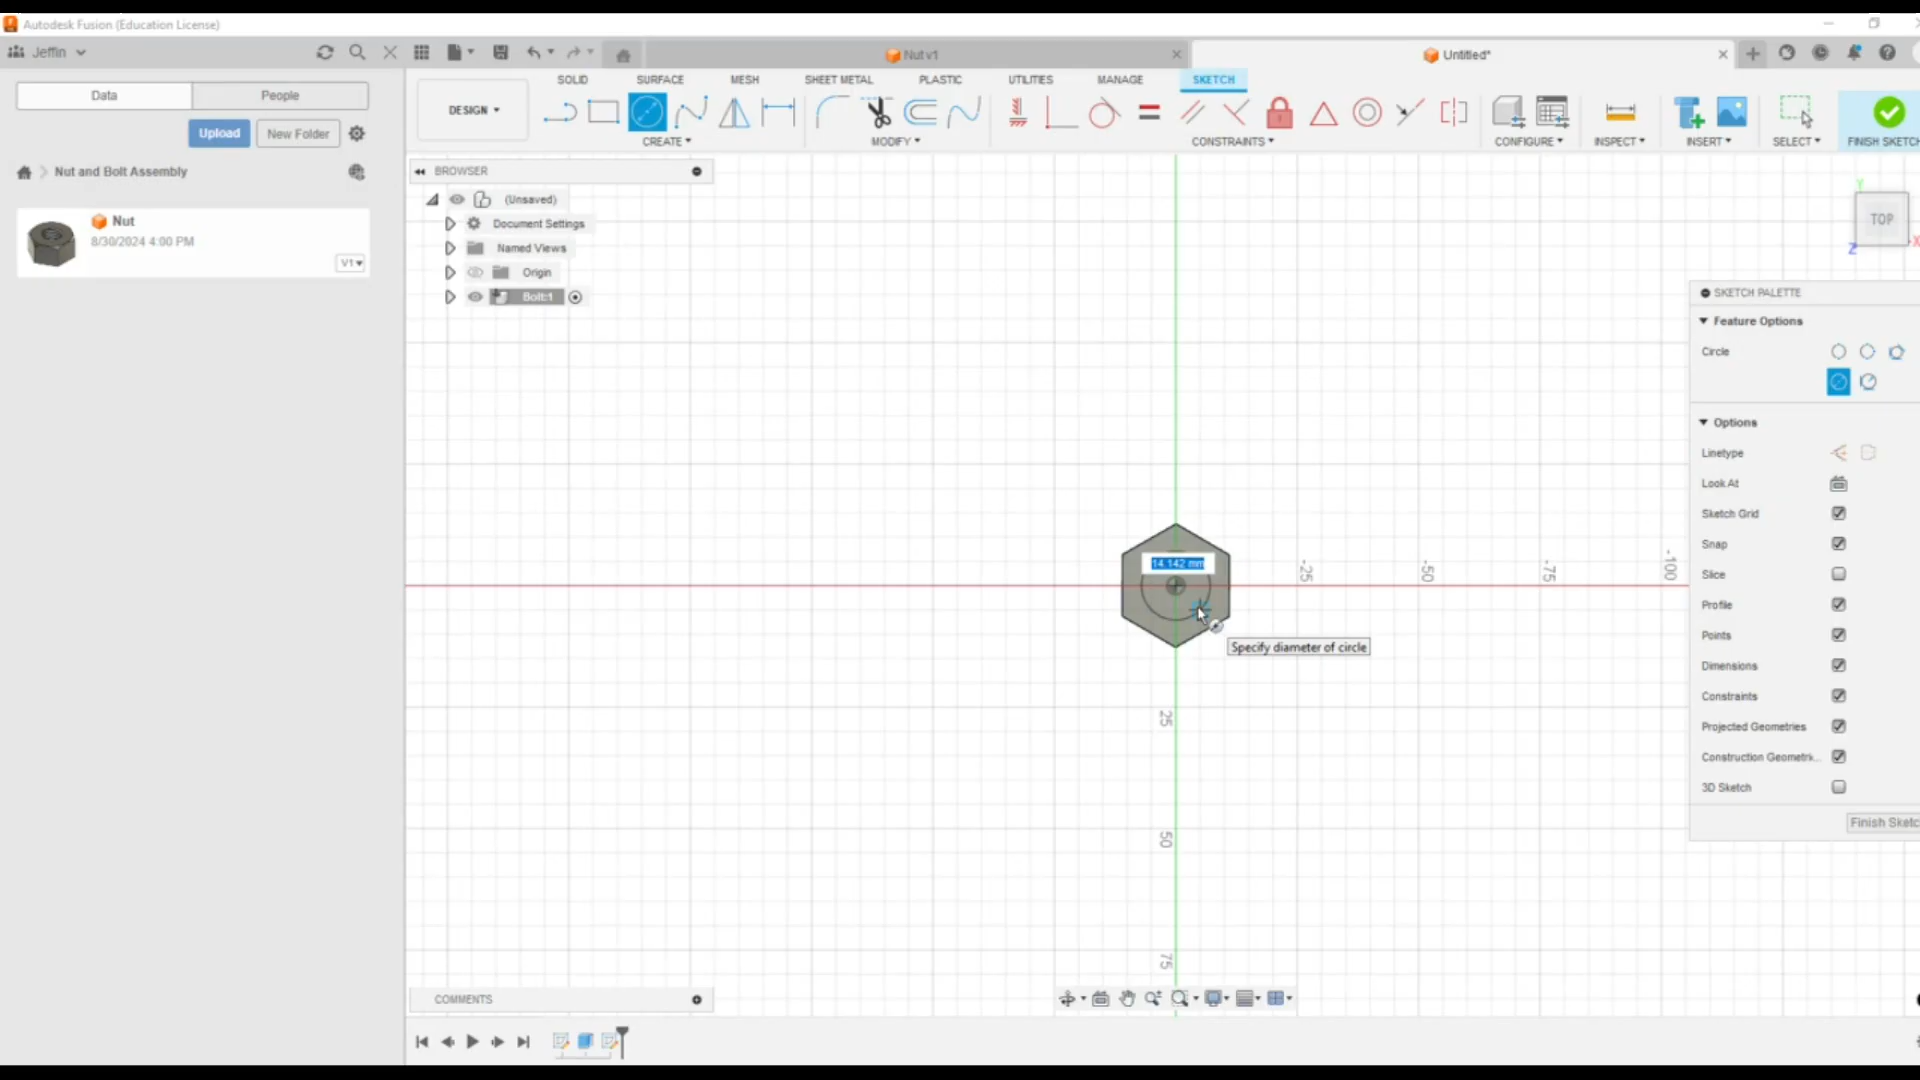 Autodesk Fusion (Education License)
Jeffin
Nut v1
Untitled*
Data
People
Upload
New Folder
Nut and Bolt Assembly
Nut
8/30/2024 4:00 PM
V1
DESIGN
SOLID
SURFACE
MESH
SHEET METAL
PLASTIC
UTILITIES
MANAGE
SKETCH
CREATE
MODIFY
CONSTRAINTS
CONFIGURE
INSPECT
INSERT
SELECT
FINISH SKETCH
BROWSER
(Unsaved)
Document Settings
Named Views
Origin
Bolt:1
Y
TOP
X
Z
14.142 mm
Specify diameter of circle
-25
-50
-75
-100
25
50
75
SKETCH PALETTE
Feature Options
Circle
Options
Linetype
Look At
Sketch Grid
Snap
Slice
Profile
Points
Dimensions
Constraints
Projected Geometries
Construction Geometri...
3D Sketch
Finish Sketc
COMMENTS